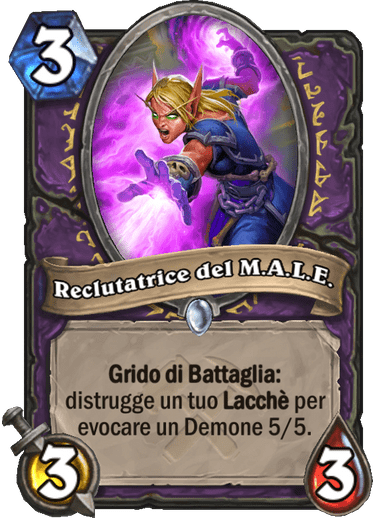 3
Reclutatrice del M.A.L.E.
Grido di Battaglia:
distrugge un tuo Lacchè per
evocare un Demone 5/5.
3
3